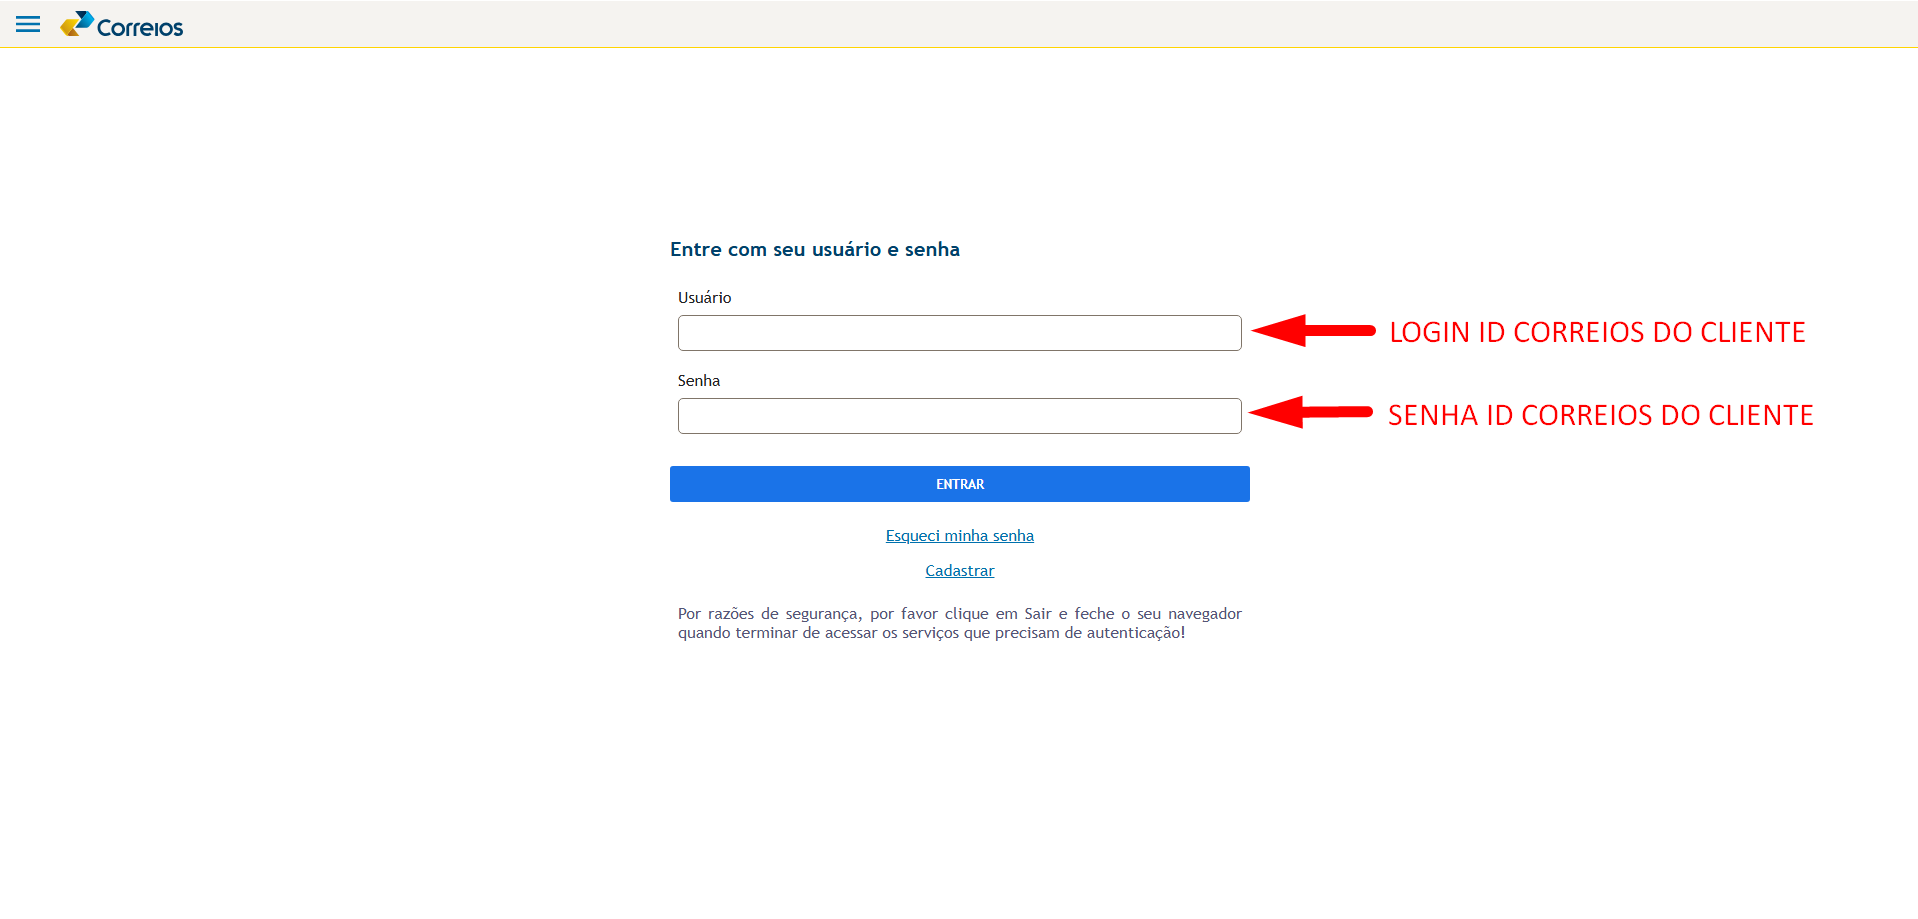 Correios
Entre com seu usuário e senha
Usuário
LOGIN ID CORREIOS DO CLIENTE
Senha
SENHA ID CORREIOS DO CLIENTE
ENTRAR
Esqueci minha senha
Cadastrar
Por razões de segurança, por favor clique em Sair e feche o seu navegador
quando terminar de acessar os serviços que precisam de autenticação!